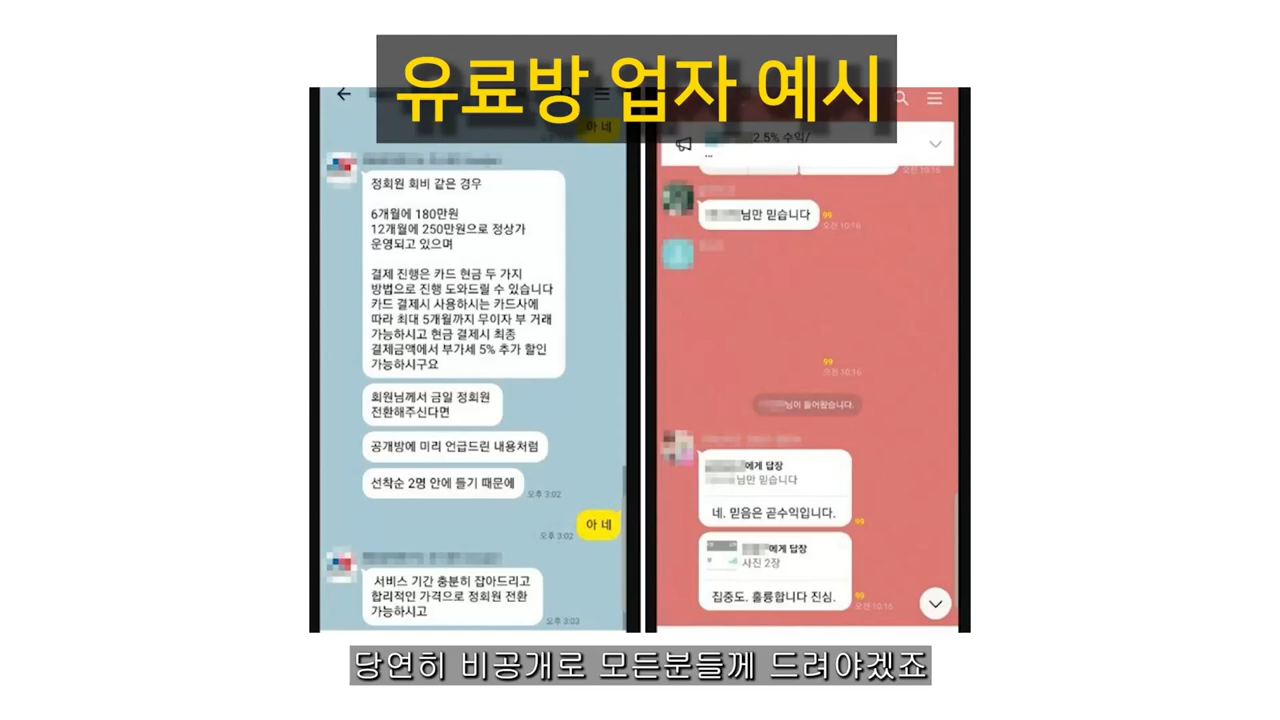 유료방 업자 예시
아 네
정회원 회비 같은 경우
6개월에 180만원
12개월에 250만원으로 정상가
운영되고 있으며
결제 진행은 카드 현금 두 가지
방법으로 진행 도와드릴 수 있습니다
카드 결제시 사용하시는 카드사에
따라 최대 5개월까지 무이자 부 거래
가능하시고 현금 결제시 최종
결제금액에서 부가세 5% 추가 할인
가능하시구요
회원님께서 금일 정회원
전환해주신다면
공개방에 미리 언급드린 내용처럼
선착순 2명 안에 들기 때문에
오후 3:02
아 네
오후 3:02
서비스 기간 충분히 잡아드리고
합리적인 가격으로 정회원 전환
가능하시고
오후 3:03
2.5% 수익/
...
오전 10:16
님만 믿습니다
99
오전 10:16
99
오전 10:16
님이 들어왔습니다.
에게 답장
님만 믿습니다
네. 믿음은 곧수익입니다.
99
에게 답장
사진 2장
집중도. 훌륭합니다 진심.
99
오전 10:16
당연히 비공개로 모든분들께 드려야겠죠